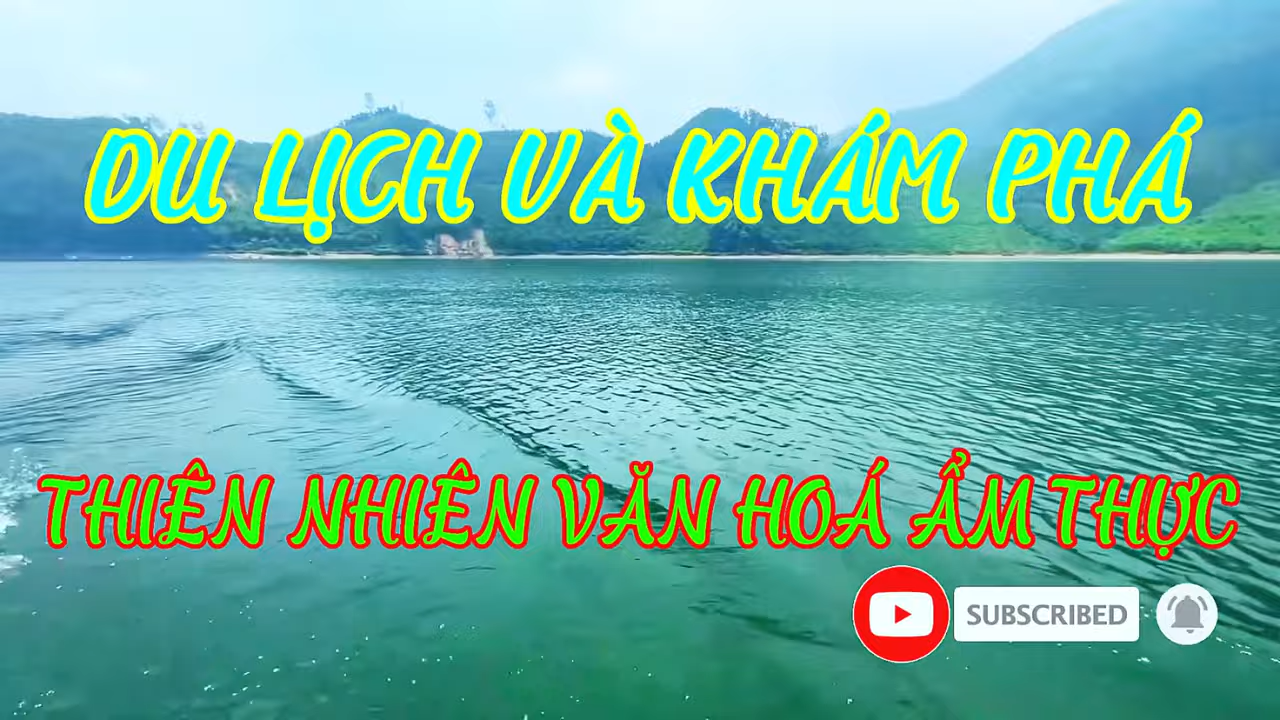 DU LỊCH VÀ KHÁM PHÁ
THIÊN NHIÊN VĂN HOÁ ẨM THỰC
SUBSCRIBED